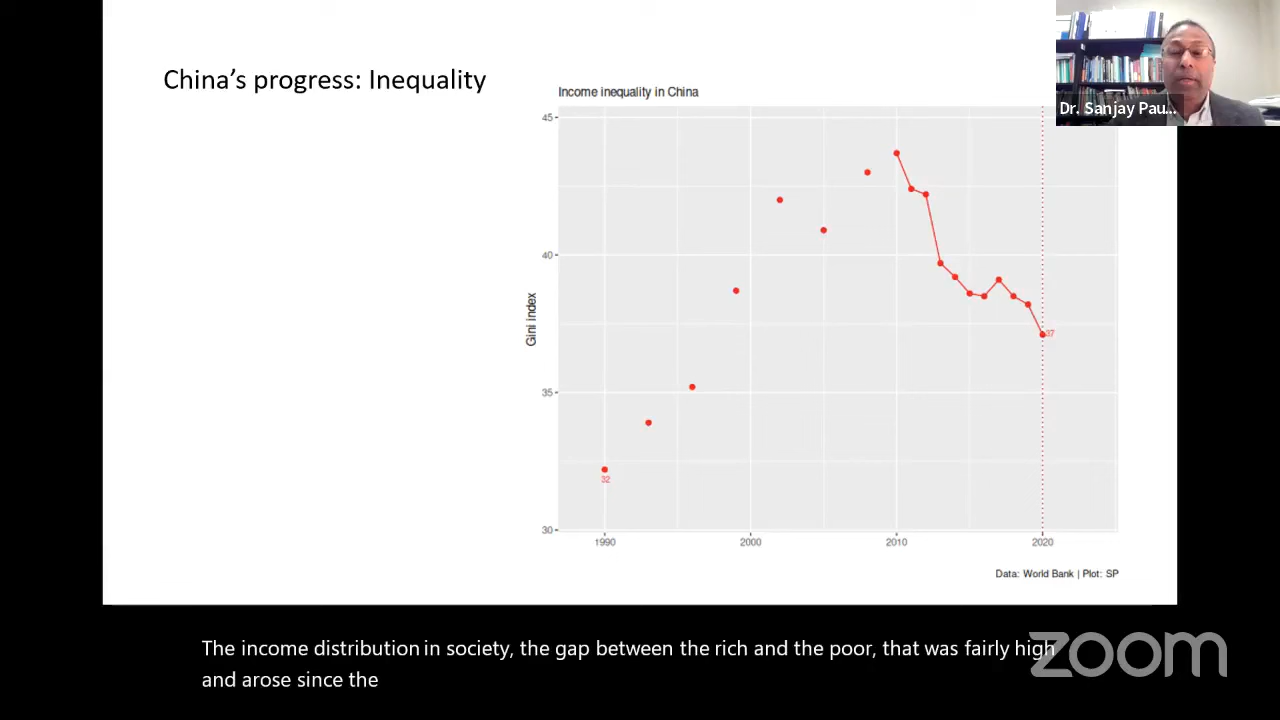 China's progress: Inequality
Income inequality in China
Dr. Sanjay Pau...
45
40
35
30
Gini index
32
37
1990
2000
2010
2020
Data: World Bank | Plot: SP
The income distribution in society, the gap between the rich and the poor, that was fairly high
and arose since the
zoom